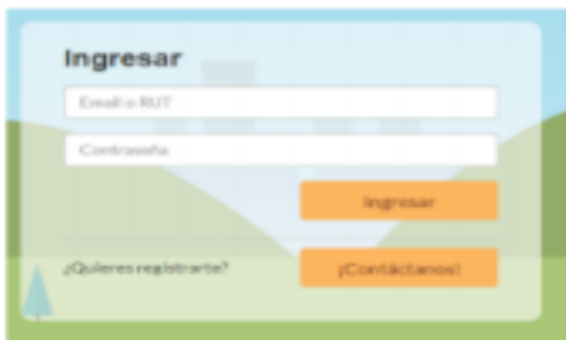 Ingresar
Email o RUT
Contraseña
Ingresar
¿Quieres registrarte?
¡Contáctanos!